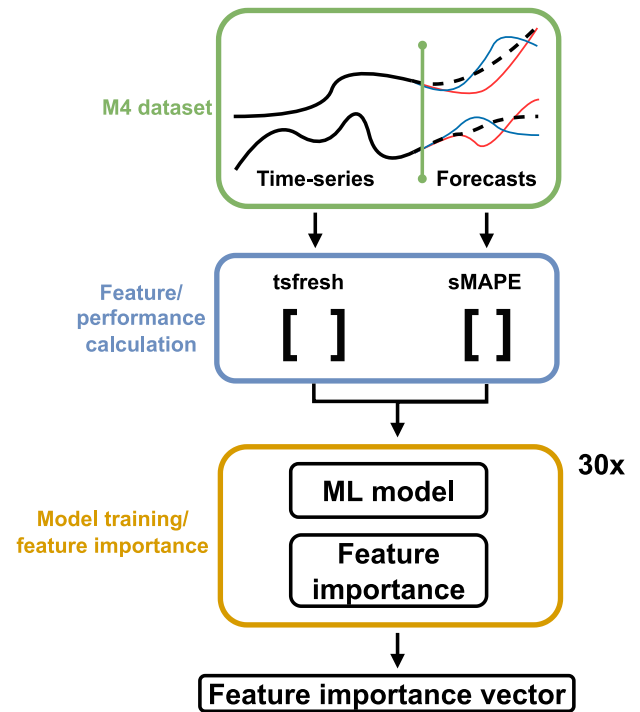 M4 dataset
Time-series
Forecasts
Feature/
performance
calculation
tsfresh
sMAPE
[ ]
[ ]
30x
Model training/
feature importance
ML model
Feature
importance
Feature importance vector